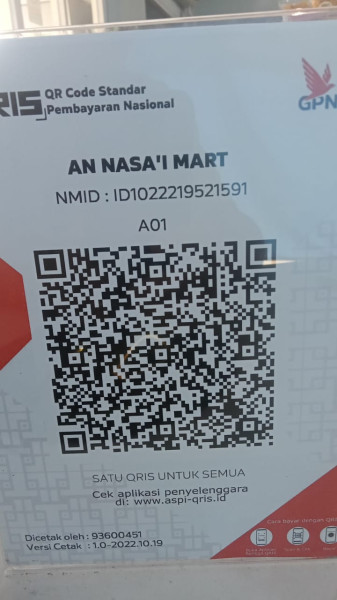 QRIS QR Code Standar
Pembayaran Nasional
GPN
AN NASA'I MART
NMID : ID1022219521591
A01
SATU QRIS UNTUK SEMUA
Cek aplikasi penyelenggara
di: www.aspi-qris.id
Dicetak oleh : 93600451
Versi Cetak : 1.0-2022.10.19